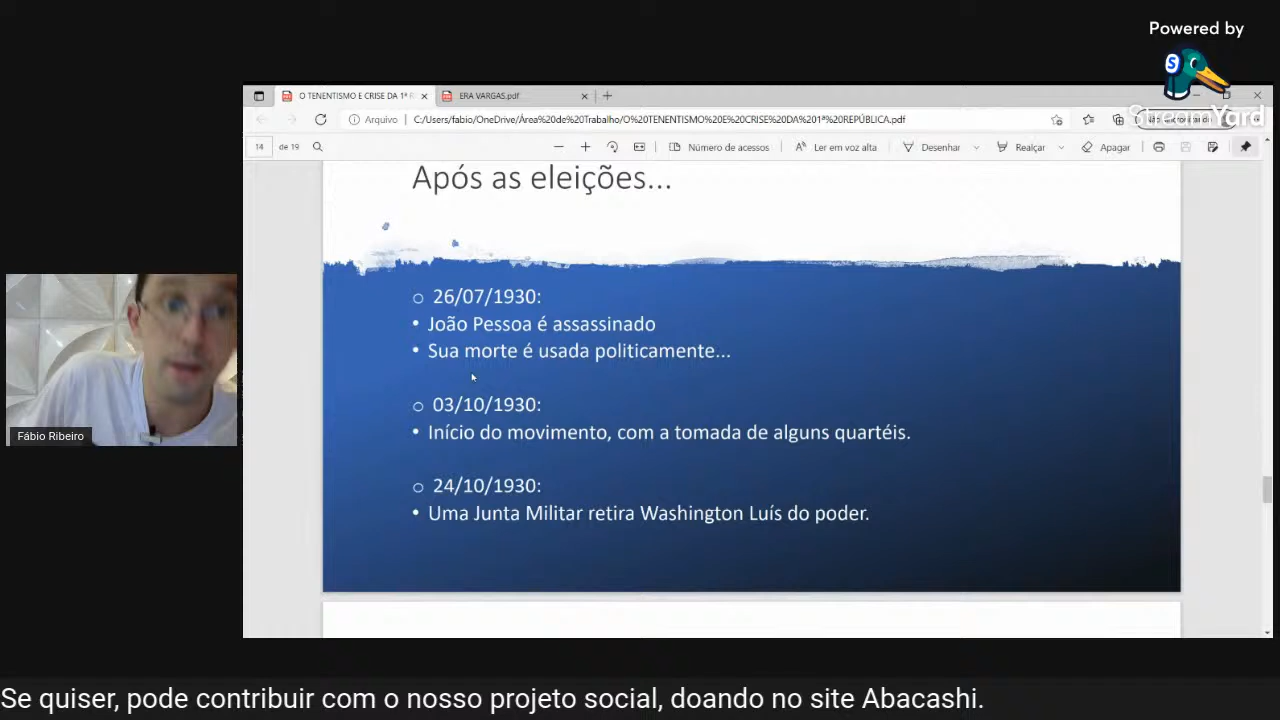 Powered by
StreamYard
O TENENTISMO E CRISE DA 1ª
ERA VARGAS.pdf
Arquivo
C:/Users/fabio/OneDrive/Área%20de%20Trabalho/O%20TENENTISMO%20E%20CRISE%20DA%201ª%20REPÚBLICA.pdf
14
de 19
Número de acessos
Ler em voz alta
Desenhar
Realçar
Apagar
Após as eleições...
26/07/1930:
• João Pessoa é assassinado
• Sua morte é usada politicamente...
03/10/1930:
• Início do movimento, com a tomada de alguns quartéis.
24/10/1930:
• Uma Junta Militar retira Washington Luís do poder.
Fábio Ribeiro
Se quiser, pode contribuir com o nosso projeto social, doando no site Abacashi.